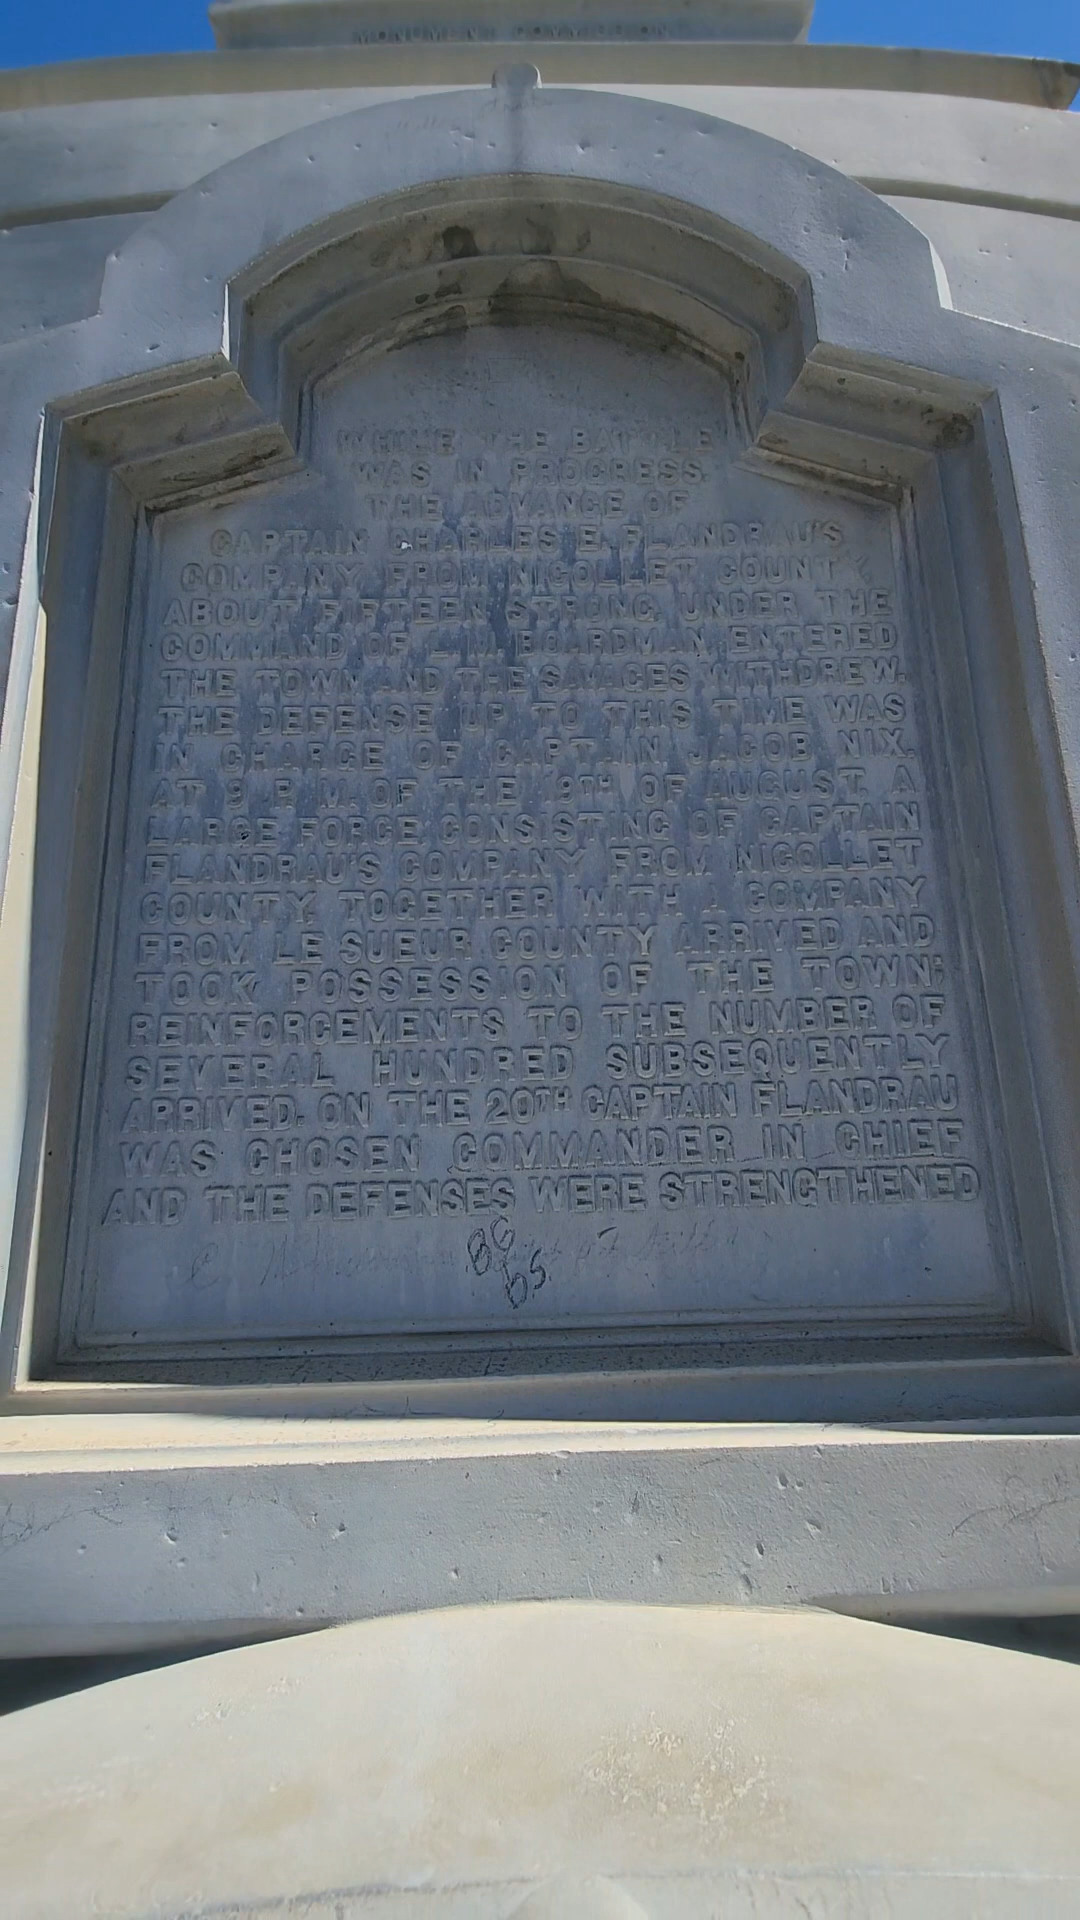 MONUMENT COMMISSION
WHILE THE BATTLE
WAS IN PROGRESS,
THE ADVANCE OF
CAPTAIN CHARLES E. FLANDRAU'S
COMPANY FROM NICOLLET COUNTY,
ABOUT FIFTEEN STRONG, UNDER THE
COMMAND OF L. M. BOARDMAN, ENTERED
THE TOWN AND THE SAVAGES WITHDREW.
THE DEFENSE UP TO THIS TIME WAS
IN CHARGE OF CAPTAIN JACOB NIX.
AT 9 P. M. OF THE 19TH OF AUGUST, A
LARGE FORCE CONSISTING OF CAPTAIN
FLANDRAU'S COMPANY FROM NICOLLET
COUNTY, TOGETHER WITH A COMPANY
FROM LE SUEUR COUNTY ARRIVED AND
TOOK POSSESSION OF THE TOWN;
REINFORCEMENTS TO THE NUMBER OF
SEVERAL HUNDRED SUBSEQUENTLY
ARRIVED. ON THE 20TH CAPTAIN FLANDRAU
WAS CHOSEN COMMANDER IN CHIEF
AND THE DEFENSES WERE STRENGTHENED